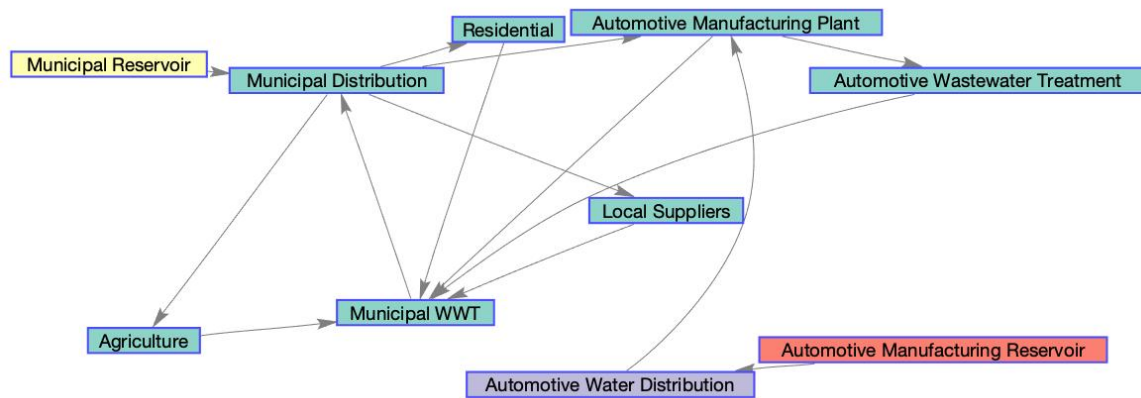 Residential
Automotive Manufacturing Plant
Municipal Reservoir
Municipal Distribution
Automotive Wastewater Treatment
Local Suppliers
Municipal WWT
Agriculture
Automotive Manufacturing Reservoir
Automotive Water Distribution